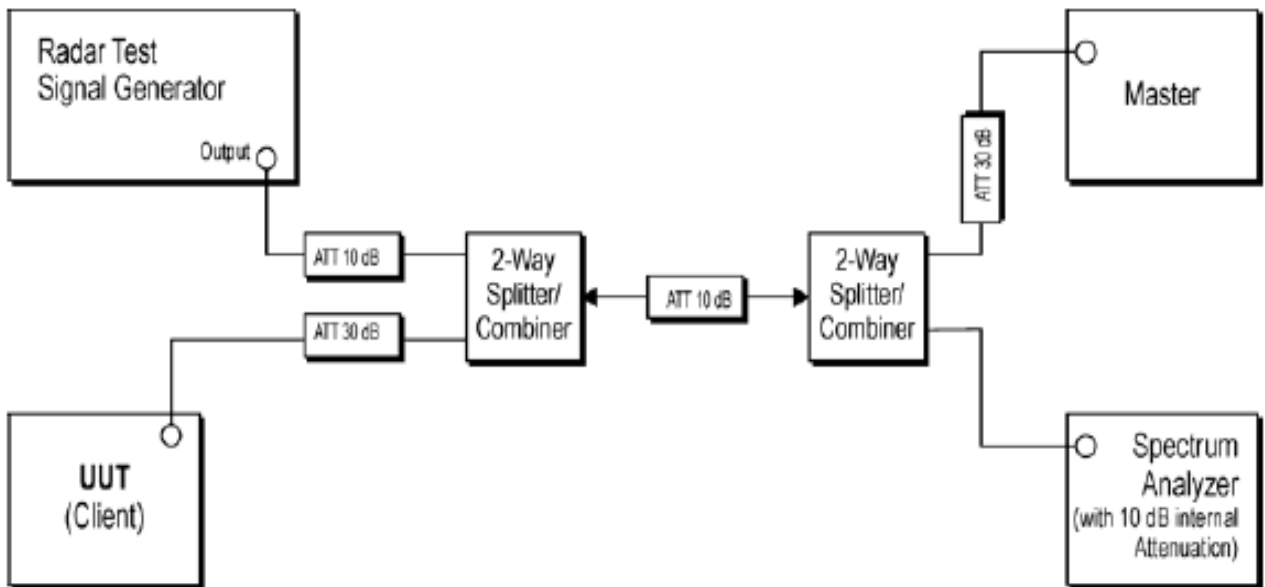 Radar Test
Signal Generator
Output
ATT 10 dB
ATT 30 dB
2-Way
Splitter/
Combiner
ATT 10 dB
2-Way
Splitter/
Combiner
ATT 30 dB
Master
UUT
(Client)
Spectrum
Analyzer
(with 10 dB internal
Attenuation)